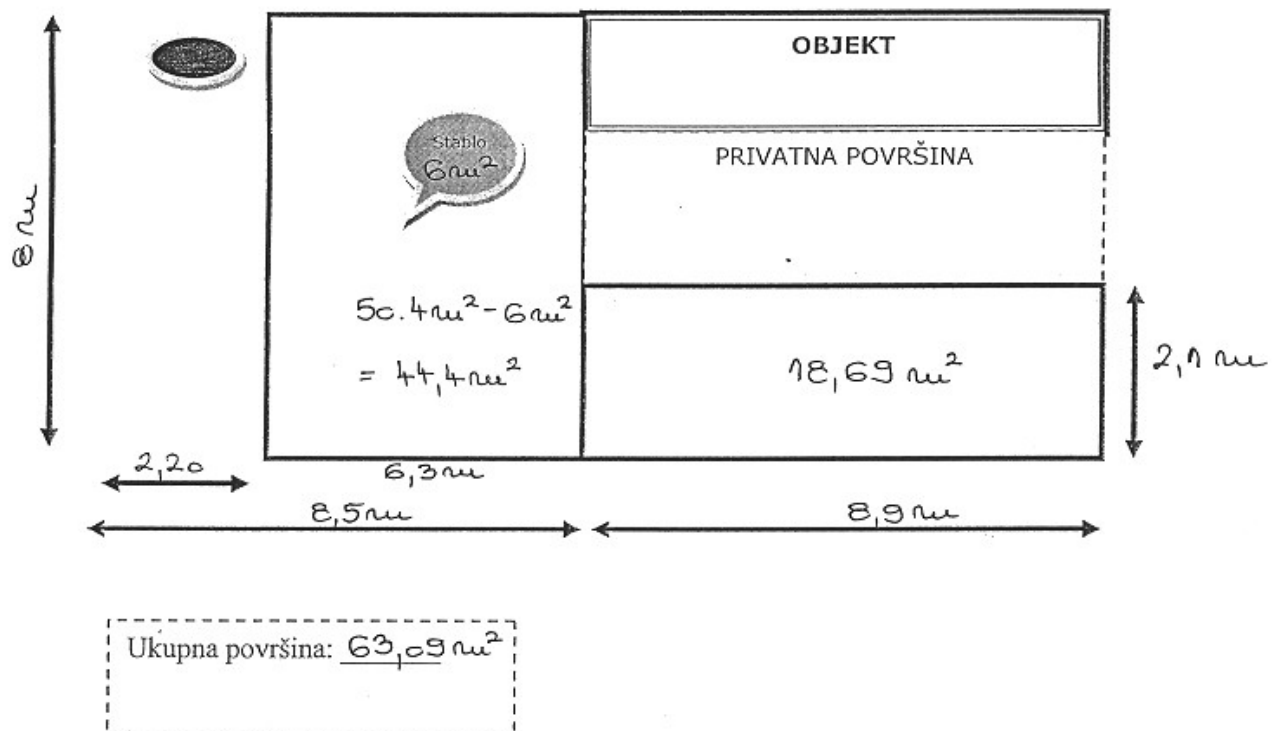 OBJEKT
Stablo
6m²
PRIVATNA POVRŠINA
8m
50.4m² - 6m²
= 44,4m²
18,69 m²
2,1 m
2,20
6,3m
8,5m
8,9m
Ukupna površina: 63,09m²